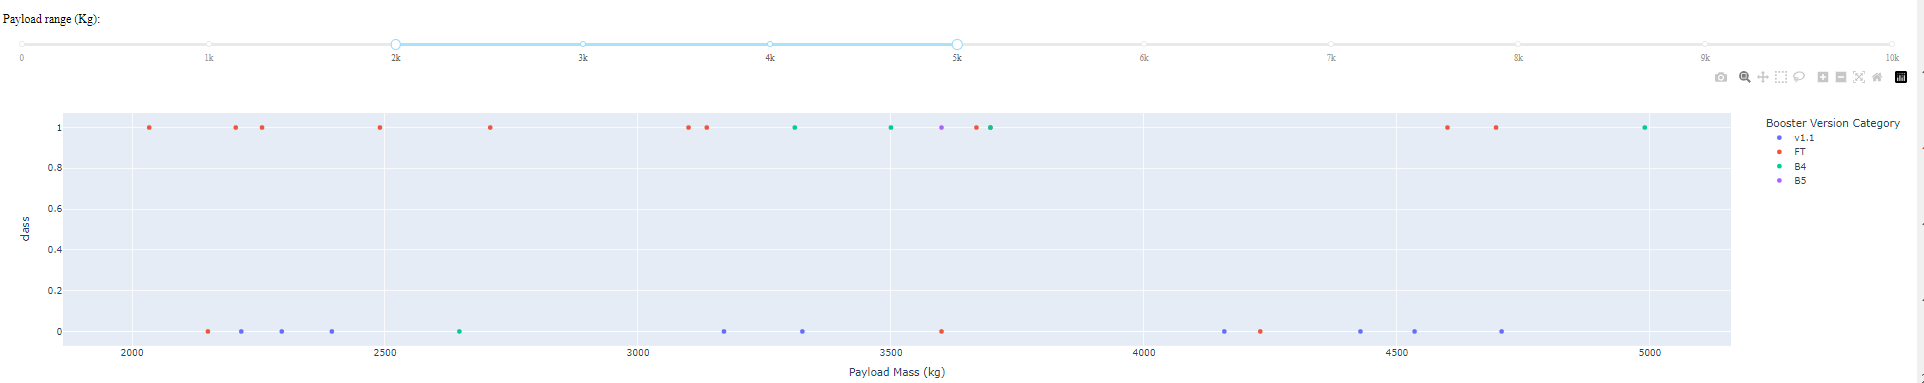 Payload range (Kg):
0 1k 2k 3k 4k 5k 6k 7k 8k 9k 10k
Booster Version Category
v1.1
FT
B4
B5
class
1
0.8
0.6
0.4
0.2
0
2000 2500 3000 3500 4000 4500 5000
Payload Mass (kg)